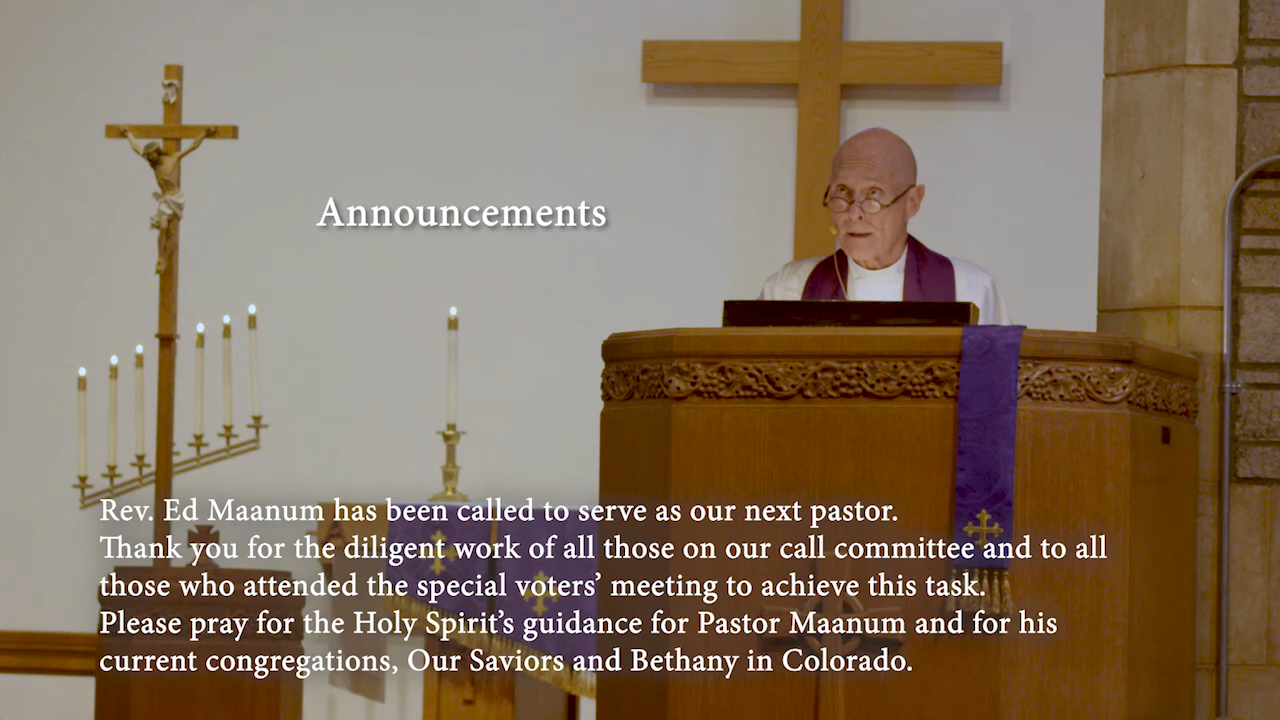 Announcements
Rev. Ed Maanum has been called to serve as our next pastor.
Thank you for the diligent work of all those on our call committee and to all
those who attended the special voters’ meeting to achieve this task.
Please pray for the Holy Spirit’s guidance for Pastor Maanum and for his
current congregations, Our Saviors and Bethany in Colorado.